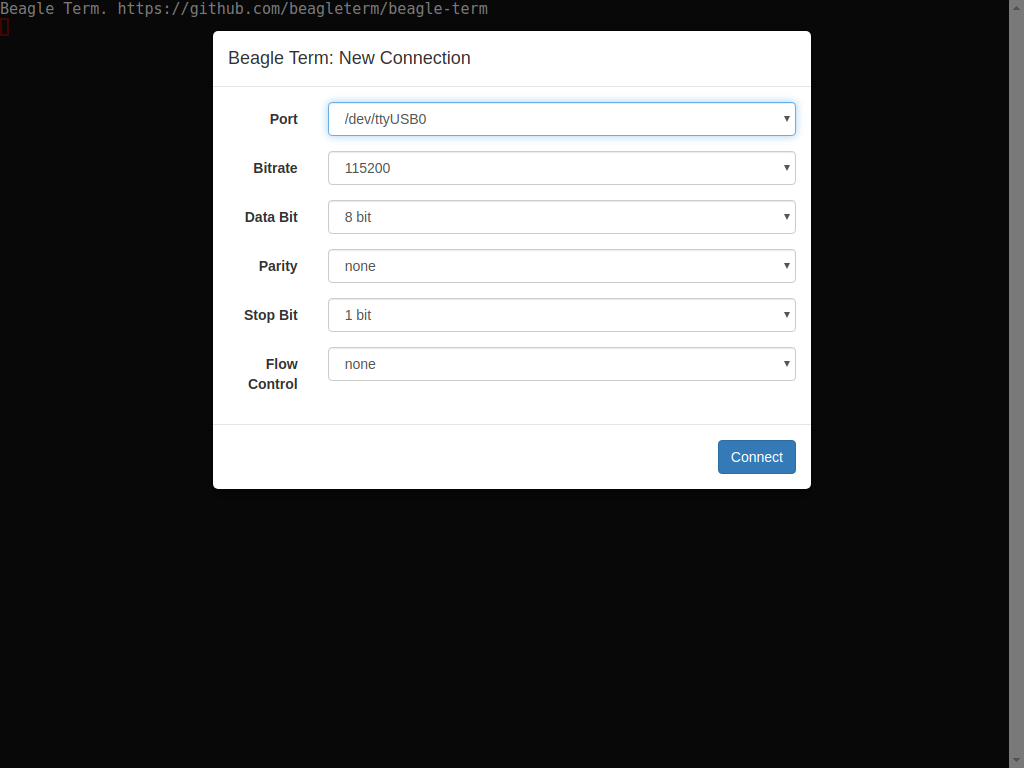 Beagle Term. https://github.com/beagleterm/beagle-term
Beagle Term: New Connection
Port /dev/ttyUSB0
Bitrate 115200
Data Bit 8 bit
Parity none
Stop Bit 1 bit
Flow Control none
Connect